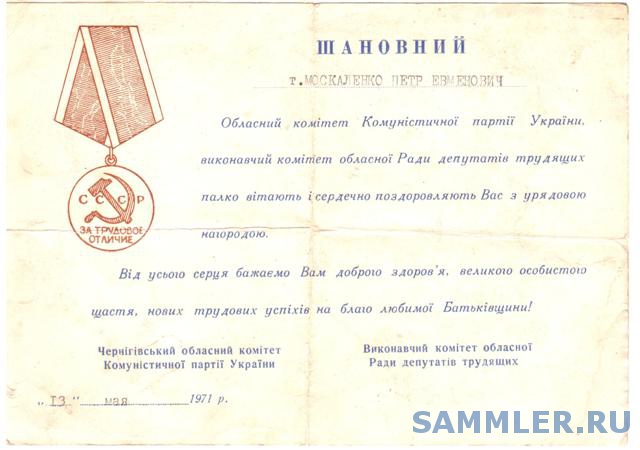 ШАНОВНИЙ
т.МОСКАЛЕНКО ПЕТР ЕВМЕНОВИЧ
Обласний комітет Комуністичної партії України,
виконавчий комітет обласної Ради депутатів трудящих
палко вітають і сердечно поздоровляють Вас з урядовою
нагородою.
СССР
ЗА ТРУДОВОЕ
ОТЛИЧИЕ
Від усього серця бажаємо Вам доброго здоров'я, великого особистого
щастя, нових трудових успіхів на благо любимої Батьківщини!
Чернігівський обласний комітет
Комуністичної партії України
Виконавчий комітет обласної
Ради депутатів трудящих
„ІЗ" мая 1971 р.
SAMMLER.RU